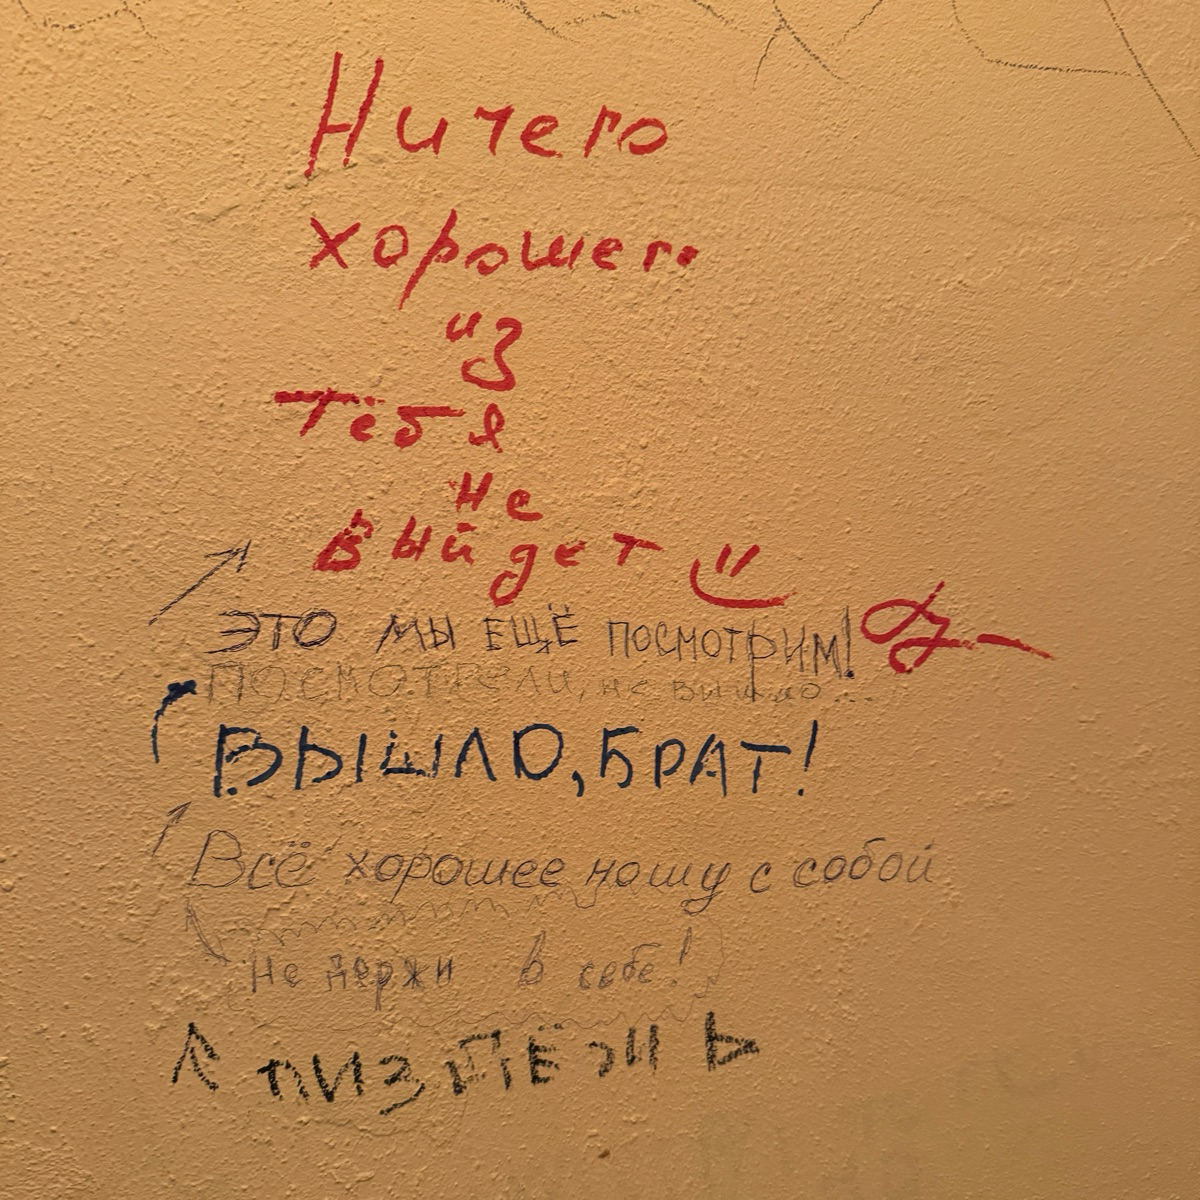 Ничего
хорошего
из
тебя
не
выйдет
ЭТО МЫ ЕЩЁ ПОСМОТРИМ!
ПОСМОТРЕЛИ, не вышло...
ВЫШЛО, БРАТ!
Всё хорошее ношу с собой
Не держи в себе!
ПИЗДЁЖЬ